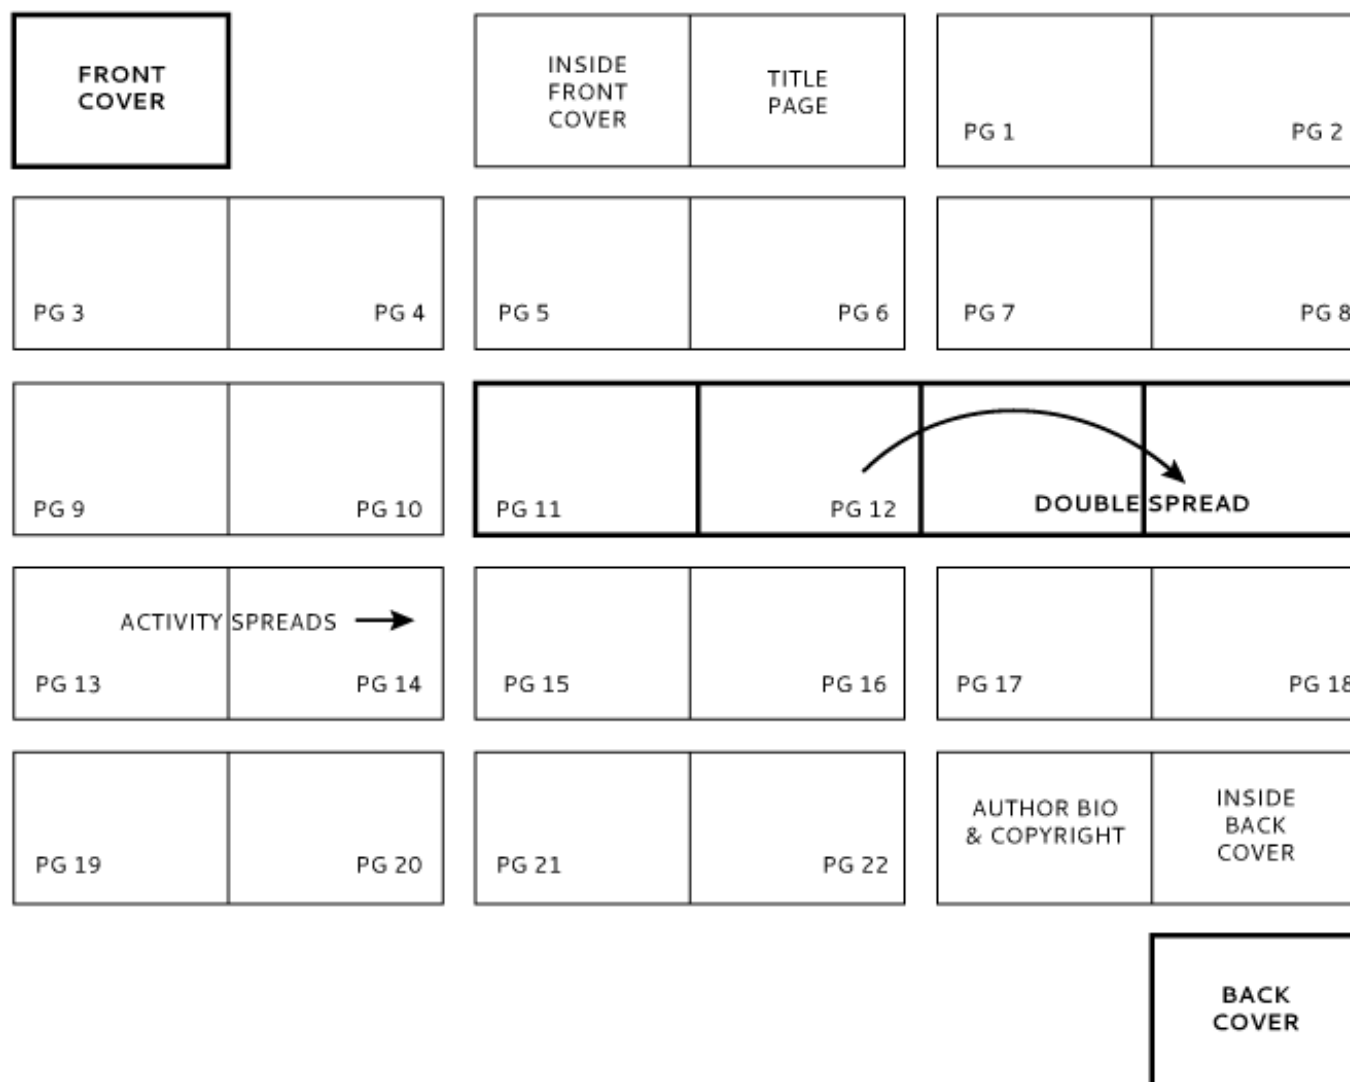 FRONT
COVER
INSIDE
FRONT
COVER
TITLE
PAGE
PG 1
PG 2
PG 3
PG 4
PG 5
PG 6
PG 7
PG 8
PG 9
PG 10
PG 11
PG 12
DOUBLE SPREAD
ACTIVITY SPREADS
PG 13
PG 14
PG 15
PG 16
PG 17
PG 18
PG 19
PG 20
PG 21
PG 22
AUTHOR BIO
& COPYRIGHT
INSIDE
BACK
COVER
BACK
COVER